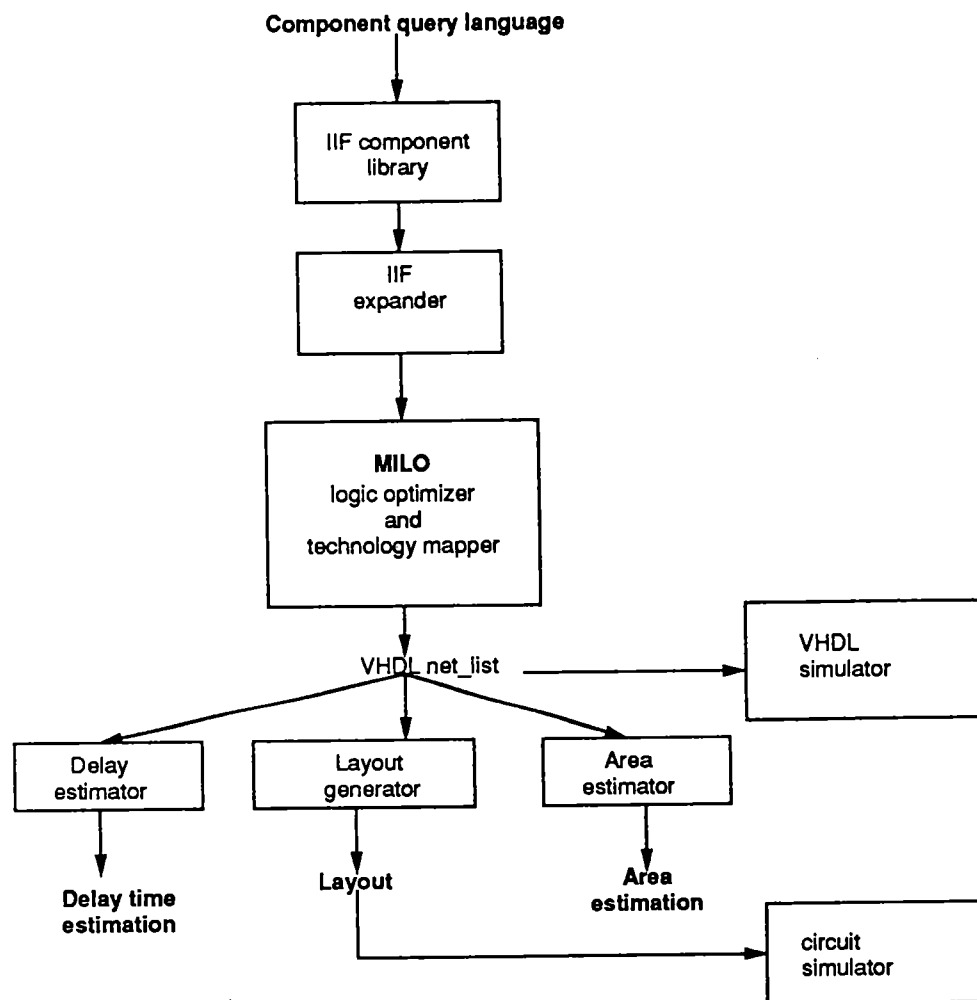 Component query language
IIF component
library
IIF
expander
MILO
logic optimizer
and
technology mapper
VHDL net_list
VHDL
simulator
Delay
estimator
Layout
generator
Area
estimator
Delay time
estimation
Layout
Area
estimation
circuit
simulator